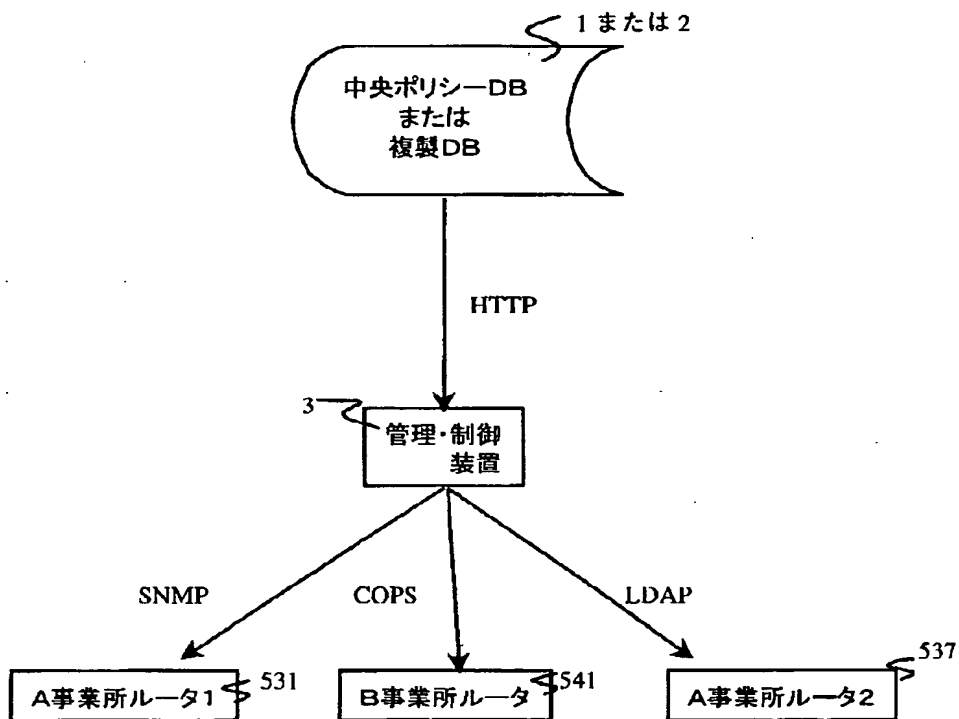 1 または 2
中央ポリシーDB
または
複製DB
HTTP
3
管理・制御
装置
SNMP
COPS
LDAP
A事業所ルータ1
531
B事業所ルータ
541
A事業所ルータ2
537